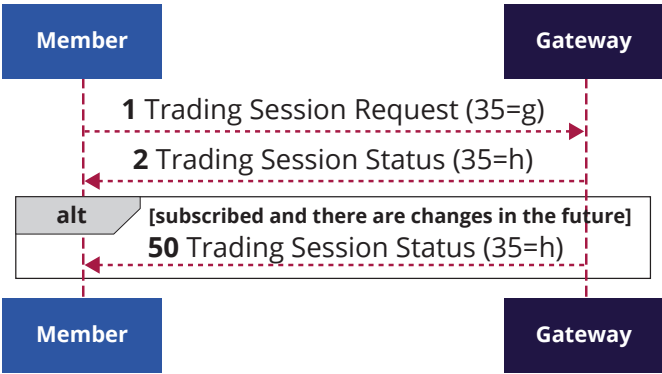 Member
Gateway
1 Trading Session Request (35=g)
2 Trading Session Status (35=h)
alt
[subscribed and there are changes in the future]
50 Trading Session Status (35=h)
Member
Gateway